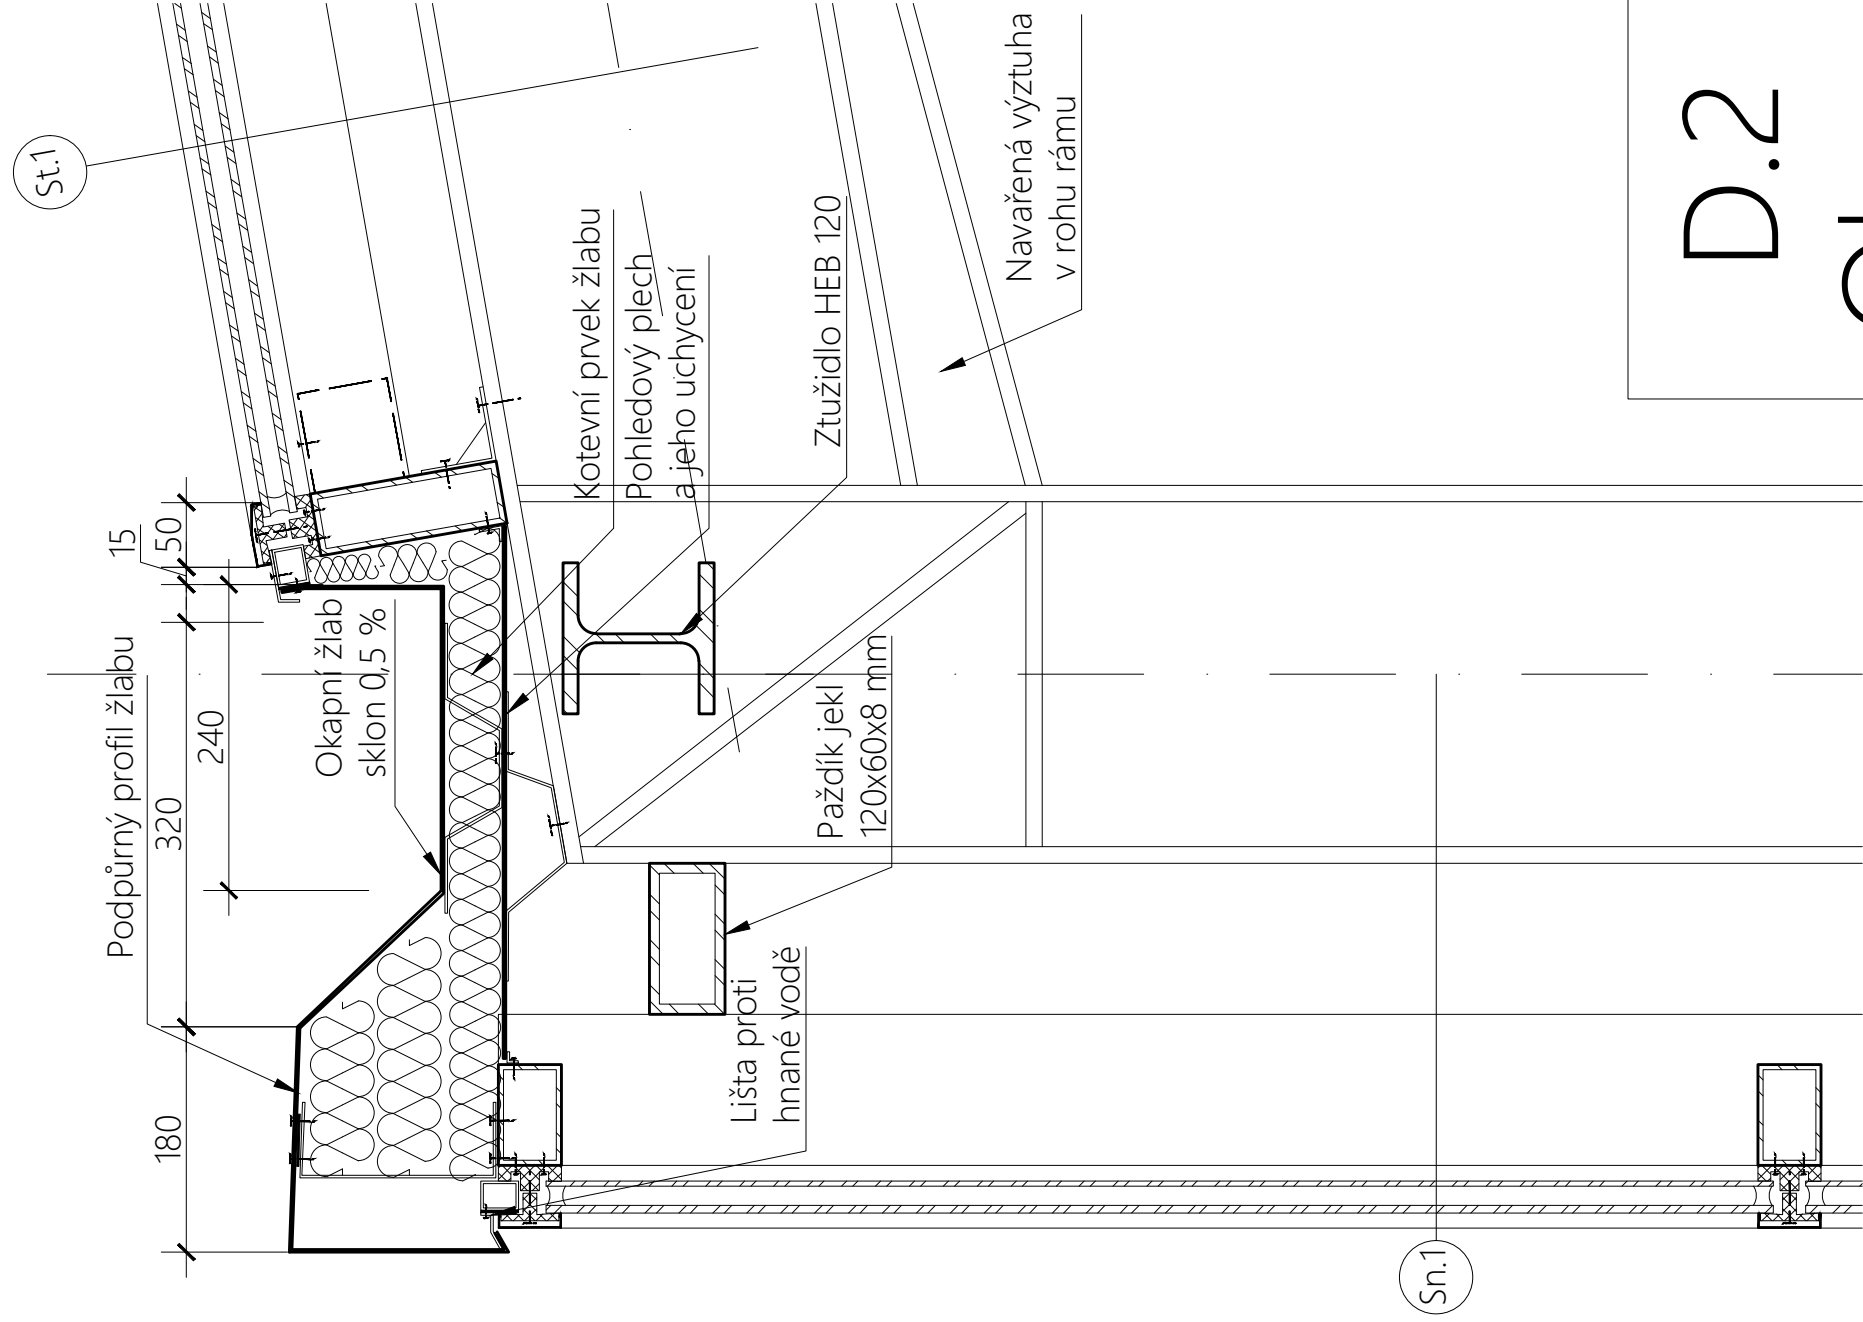 St.1
15
50
Podpůrný profil žlabu
320
240
180
Okapní žlab
sklon 0,5 %
Kotevní prvek žlabu
Pohledový plech
a jeho uchycení
Ztužidlo HEB 120
Navařená výztuha
v rohu rámu
Paždík jekl
120x60x8 mm
Lišta proti
hnané vodě
Sn.1
D.2